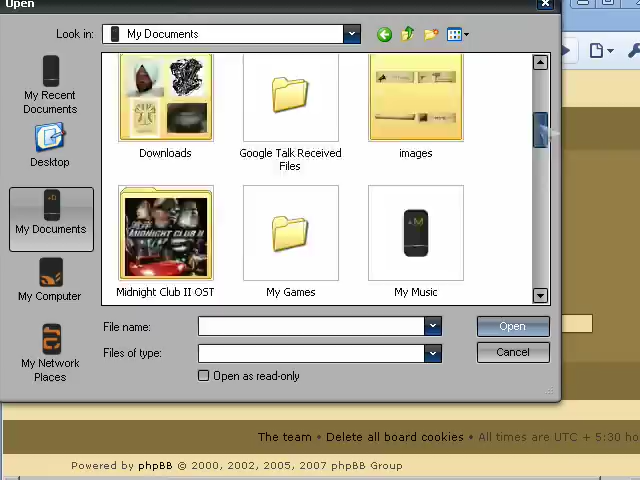 Open
Look in: My Documents
My Recent
Documents
Desktop
My Documents
My Computer
My Network
Places
Downloads
Google Talk Received
Files
images
MIDNIGHT CLUB II
Midnight Club II OST
My Games
My Music
File name:
Open
Files of type:
Cancel
Open as read-only
The team • Delete all board cookies • All times are UTC + 5:30 ho
Powered by phpBB © 2000, 2002, 2005, 2007 phpBB Group